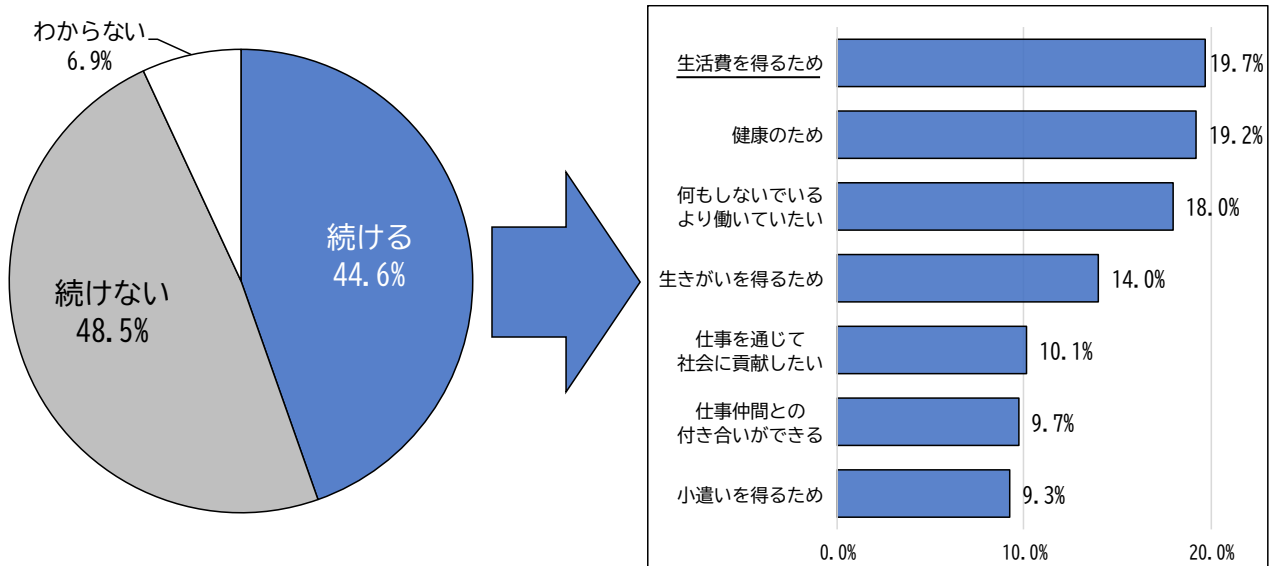 わからない
6.9%
続ける
44.6%
続けない
48.5%
生活費を得るため
19.7%
健康のため
19.2%
何もしないでいる
より働いていたい
18.0%
生きがいを得るため
14.0%
仕事を通じて
社会に貢献したい
10.1%
仕事仲間との
付き合いができる
9.7%
小遣いを得るため
9.3%
0.0%
10.0%
20.0%